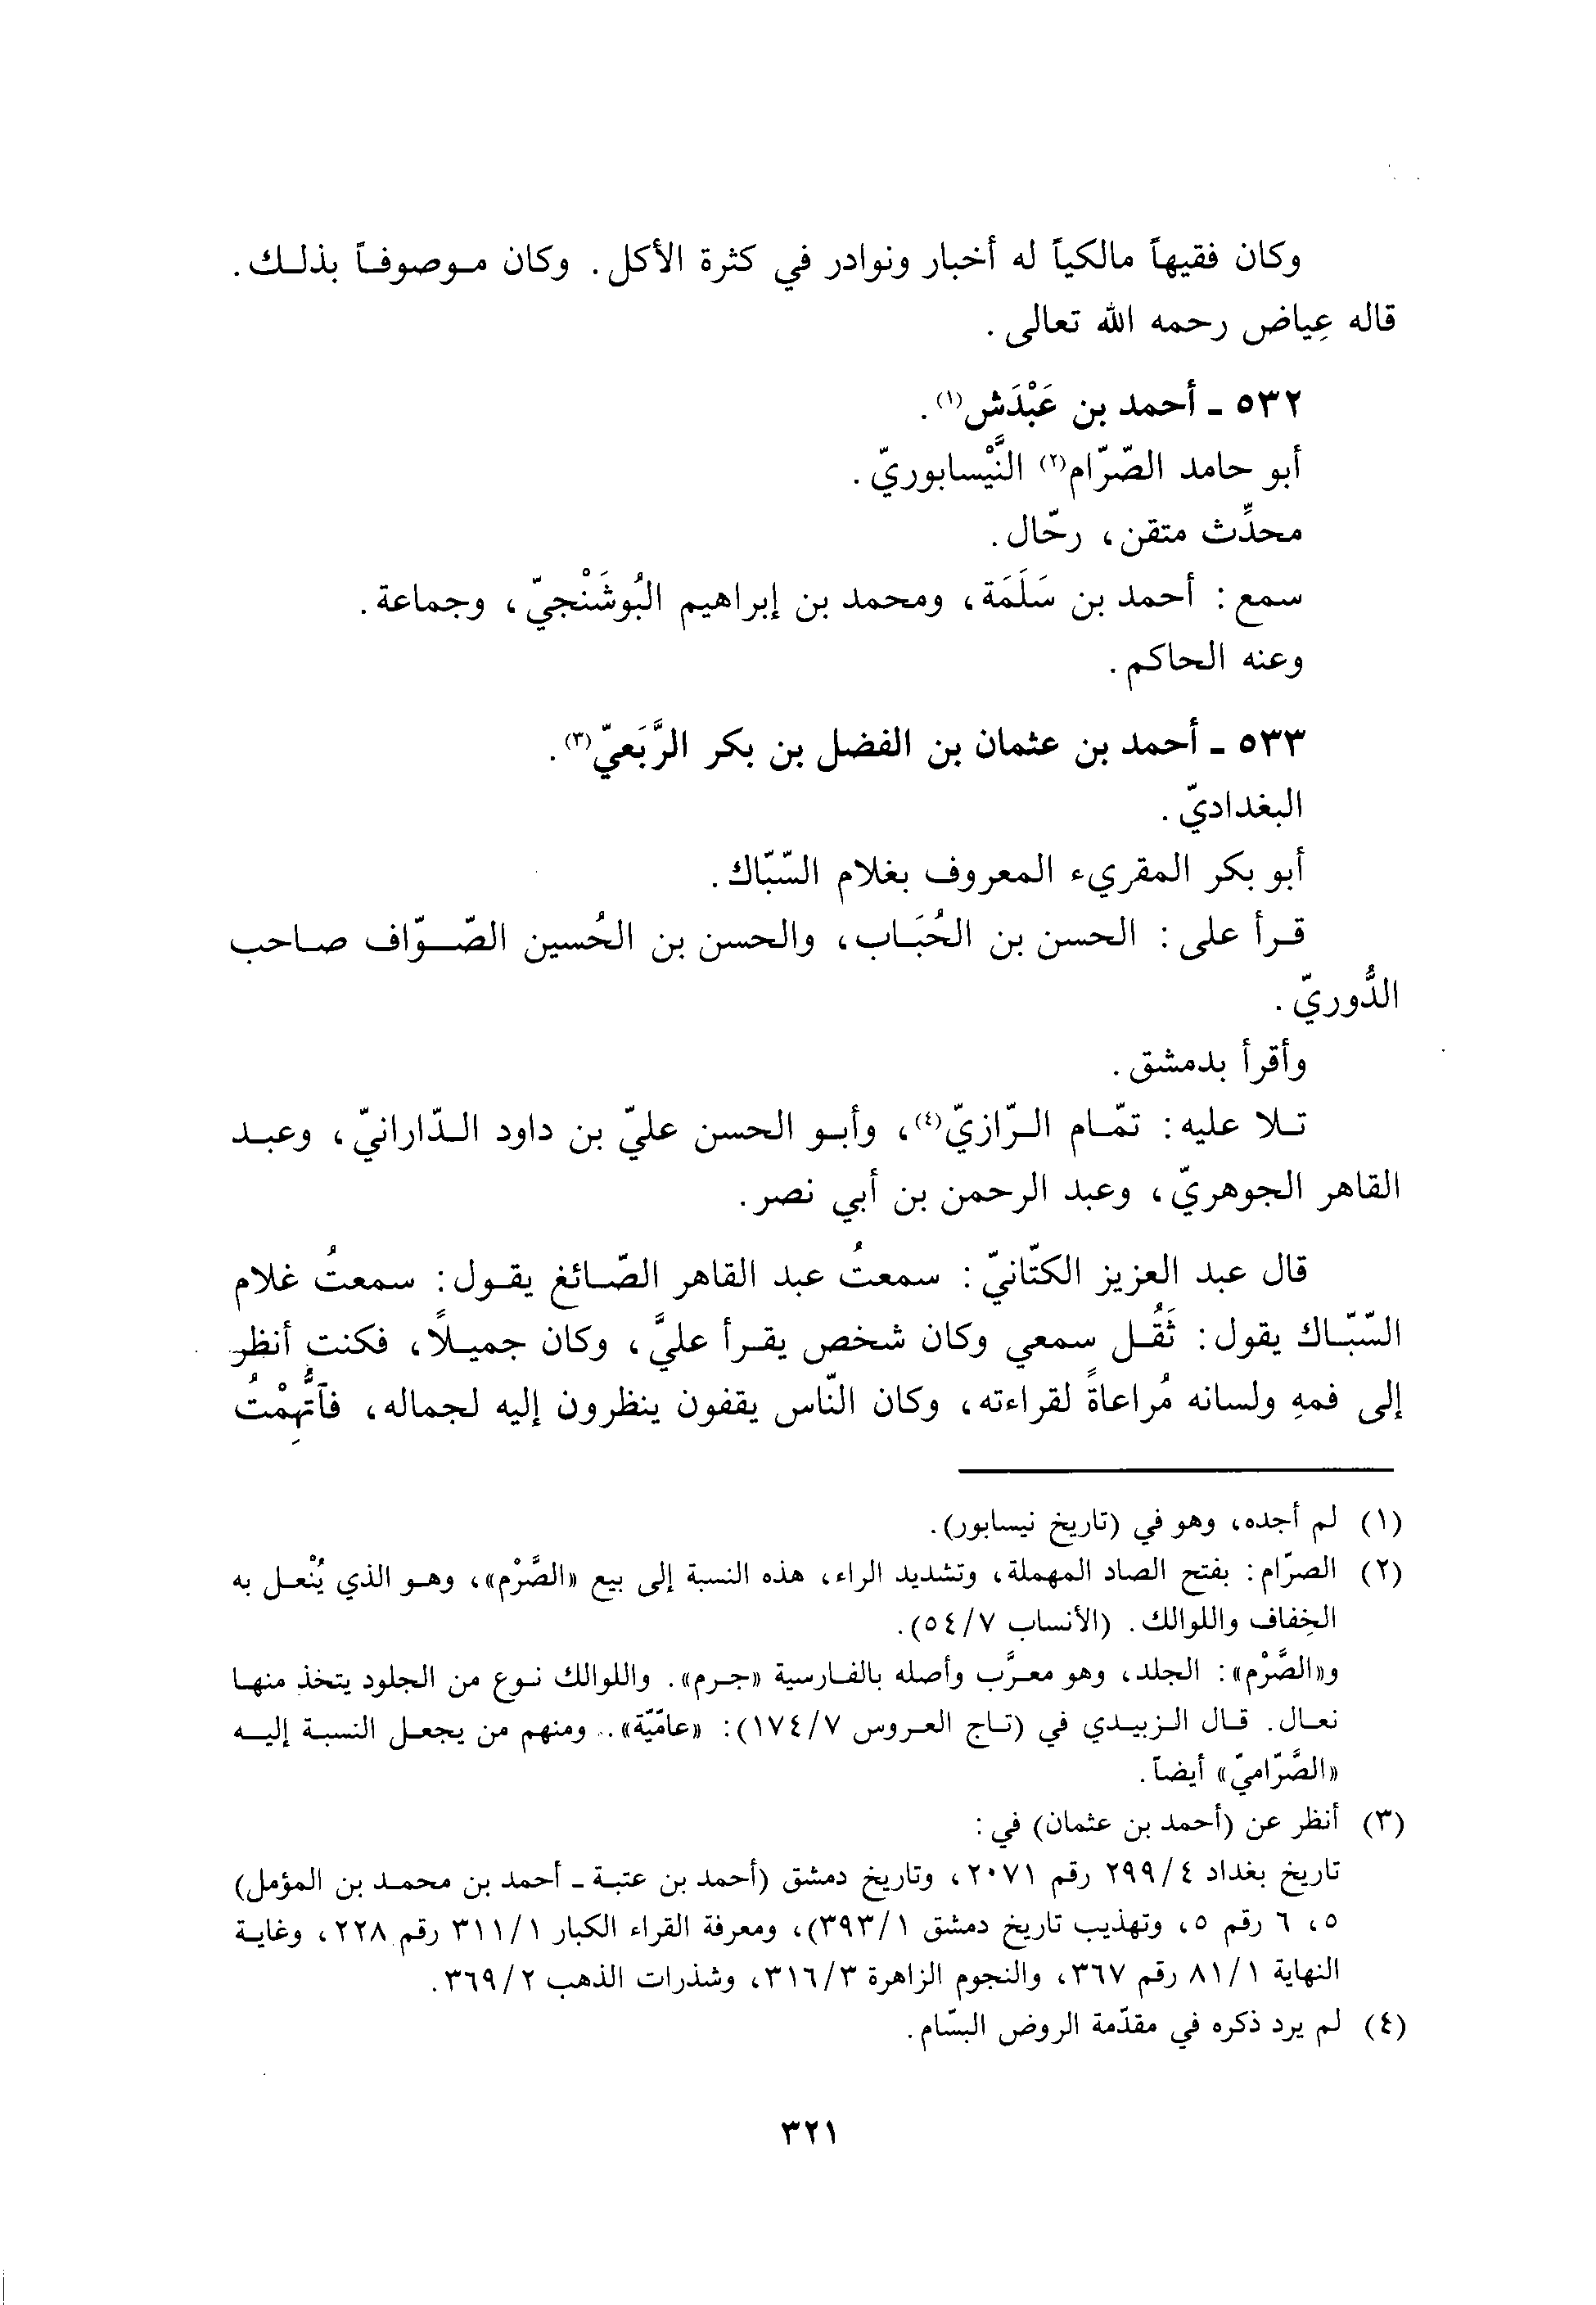 وكان فقيهاً مالكياً له أخبار ونوادر في كثرة الأكل. وكان موصوفاً بذلك.
قاله عِياض رحمه الله تعالى.
٥٣٢ - أحمد بن عَبْدَش(١).
أبو حامد الصّرّام(٢) النَّيْسابوريّ.
محدِّث متقن، رحّال.
سمع: أحمد بن سَلَمَة، ومحمد بن إبراهيم البُوشَنْجيّ، وجماعة.
وعنه الحاكم.
٥٣٣ - أحمد بن عثمان بن الفضل بن بكر الرَّبَعيّ(٣).
البغداديّ.
أبو بكر المقريء المعروف بغلام السّبّاك.
قرأ على: الحسن بن الحُبَاب، والحسن بن الحُسين الصّوّاف صاحب
الدُّوريّ.
وأقرأ بدمشق.
تلا عليه: تمّام الرّازيّ(٤)، وأبو الحسن عليّ بن داود الدّارانيّ، وعبد
القاهر الجوهريّ، وعبد الرحمن بن أبي نصر.
قال عبد العزيز الكتّانيّ: سمعتُ عبد القاهر الصّائغ يقول: سمعتُ غلام
السّبّاك يقول: ثَقُل سمعي وكان شخص يقرأ عليَّ، وكان جميلاً، فكنت أنظر
إلى فمهِ ولسانه مُراعاةً لقراءته، وكان النّاس يقفون ينظرون إليه لجماله، فآتُّهِمْتُ
(١) لم أجده، وهو في (تاريخ نيسابور).
(٢) الصرّام: بفتح الصاد المهملة، وتشديد الراء، هذه النسبة إلى بيع «الصَّرْم»، وهو الذي يُنْعل به
الخِفاف واللوالك. (الأنساب ٥٤/٧).
و«الصَّرْم»: الجلد، وهو معرَّب وأصله بالفارسية «جرم». واللوالك نوع من الجلود يتخذ منها
نعال. قال الزبيدي في (تاج العروس ١٧٤/٧): «عامّيّة».. ومنهم من يجعل النسبة إليه
«الصَّرّاميّ» أيضاً.
(٣) أنظر عن (أحمد بن عثمان) في:
تاريخ بغداد ٢٩٩/٤ رقم ٢٠٧١، وتاريخ دمشق (أحمد بن عتبة - أحمد بن محمد بن المؤمل)
٥، ٦ رقم ٥، وتهذيب تاريخ دمشق ٣٩٣/١)، ومعرفة القراء الكبار ٣١١/١ رقم ٢٢٨، وغاية
النهاية ٨١/١ رقم ٣٦٧، والنجوم الزاهرة ٣١٦/٣، وشذرات الذهب ٣٦٩/٢.
(٤) لم يرد ذكره في مقدّمة الروض البسّام.
٣٢١